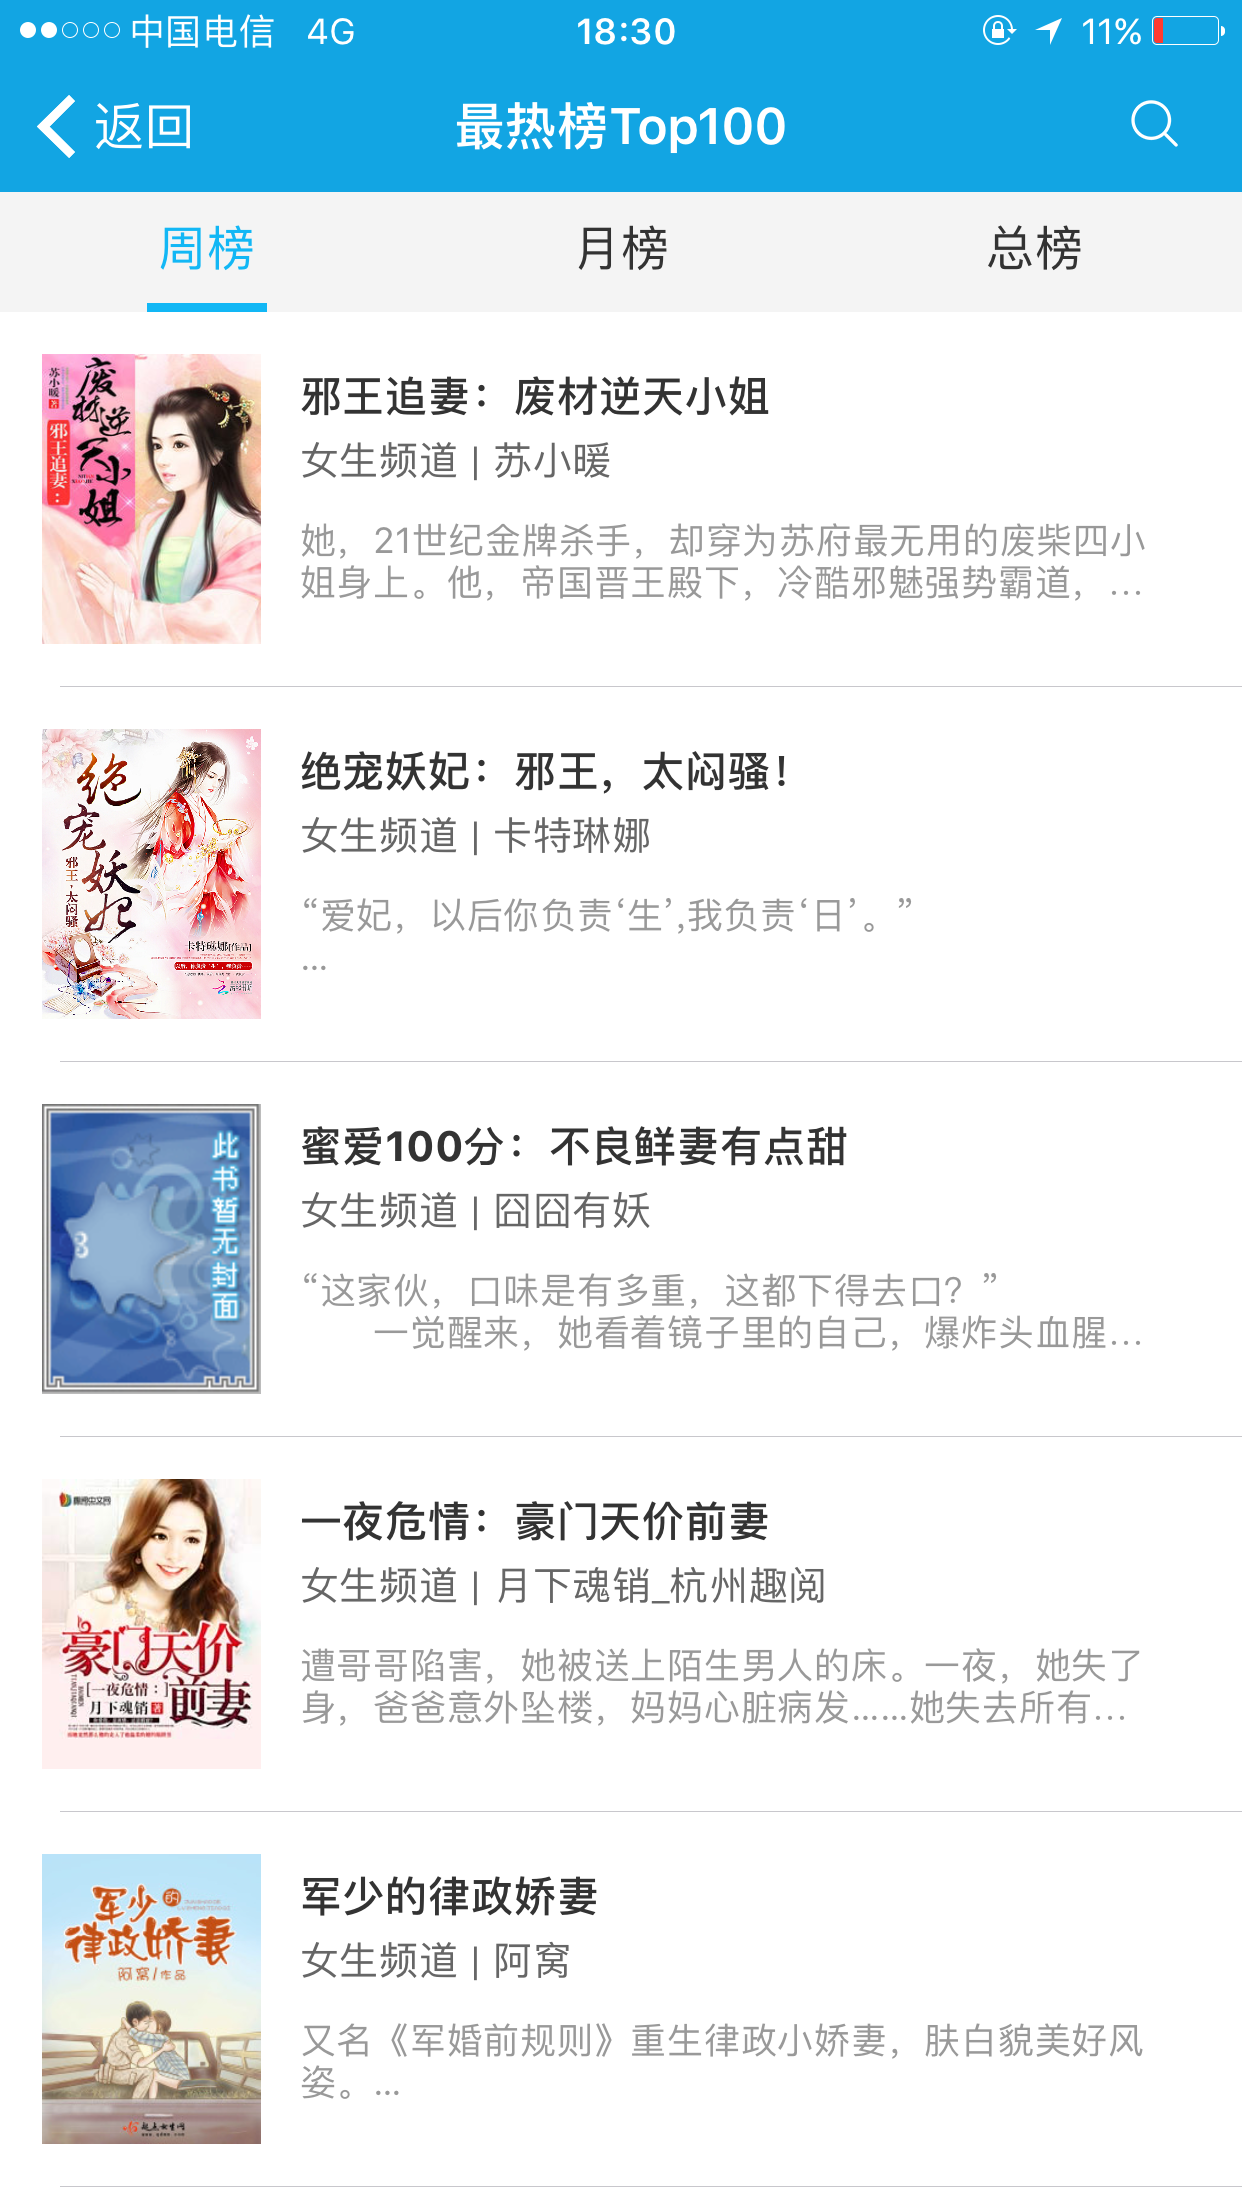 中国电信 4G 18:30 11%
返回 最热榜Top100
周榜 月榜 总榜
苏小暖 著
废材逆天小姐
邪王追妻：
邪王追妻：废材逆天小姐
女生频道 | 苏小暖
她，21世纪金牌杀手，却穿为苏府最无用的废柴四小
姐身上。他，帝国晋王殿下，冷酷邪魅强势霸道，...
绝宠妖妃
邪王，太闷骚
卡特琳娜[作品]
绝宠妖妃：邪王，太闷骚！
女生频道 | 卡特琳娜
“爱妃，以后你负责‘生’,我负责‘日’。”
...
此书暂无封面
蜜爱100分：不良鲜妻有点甜
女生频道 | 囧囧有妖
“这家伙，口味是有多重，这都下得去口？”
一觉醒来，她看着镜子里的自己，爆炸头血腥...
豪门天价
[一夜危情：
前妻
月下魂销 著
一夜危情：豪门天价前妻
女生频道 | 月下魂销_杭州趣阅
遭哥哥陷害，她被送上陌生男人的床。一夜，她失了
身，爸爸意外坠楼，妈妈心脏病发......她失去所有...
军少的
律政娇妻
阿窝/作品
起点女生网
军少的律政娇妻
女生频道 | 阿窝
又名《军婚前规则》重生律政小娇妻，肤白貌美好风
姿。...